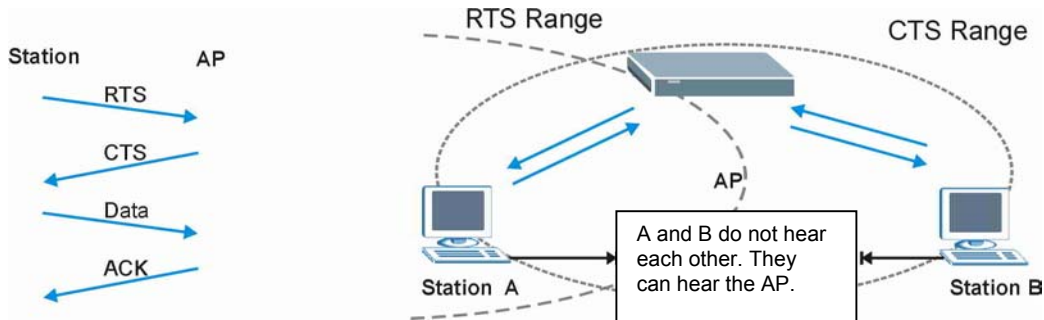 RTS Range
CTS Range
Station
AP
RTS
CTS
Data
ACK
AP
A and B do not hear
each other. They
can hear the AP.
Station A
Station B